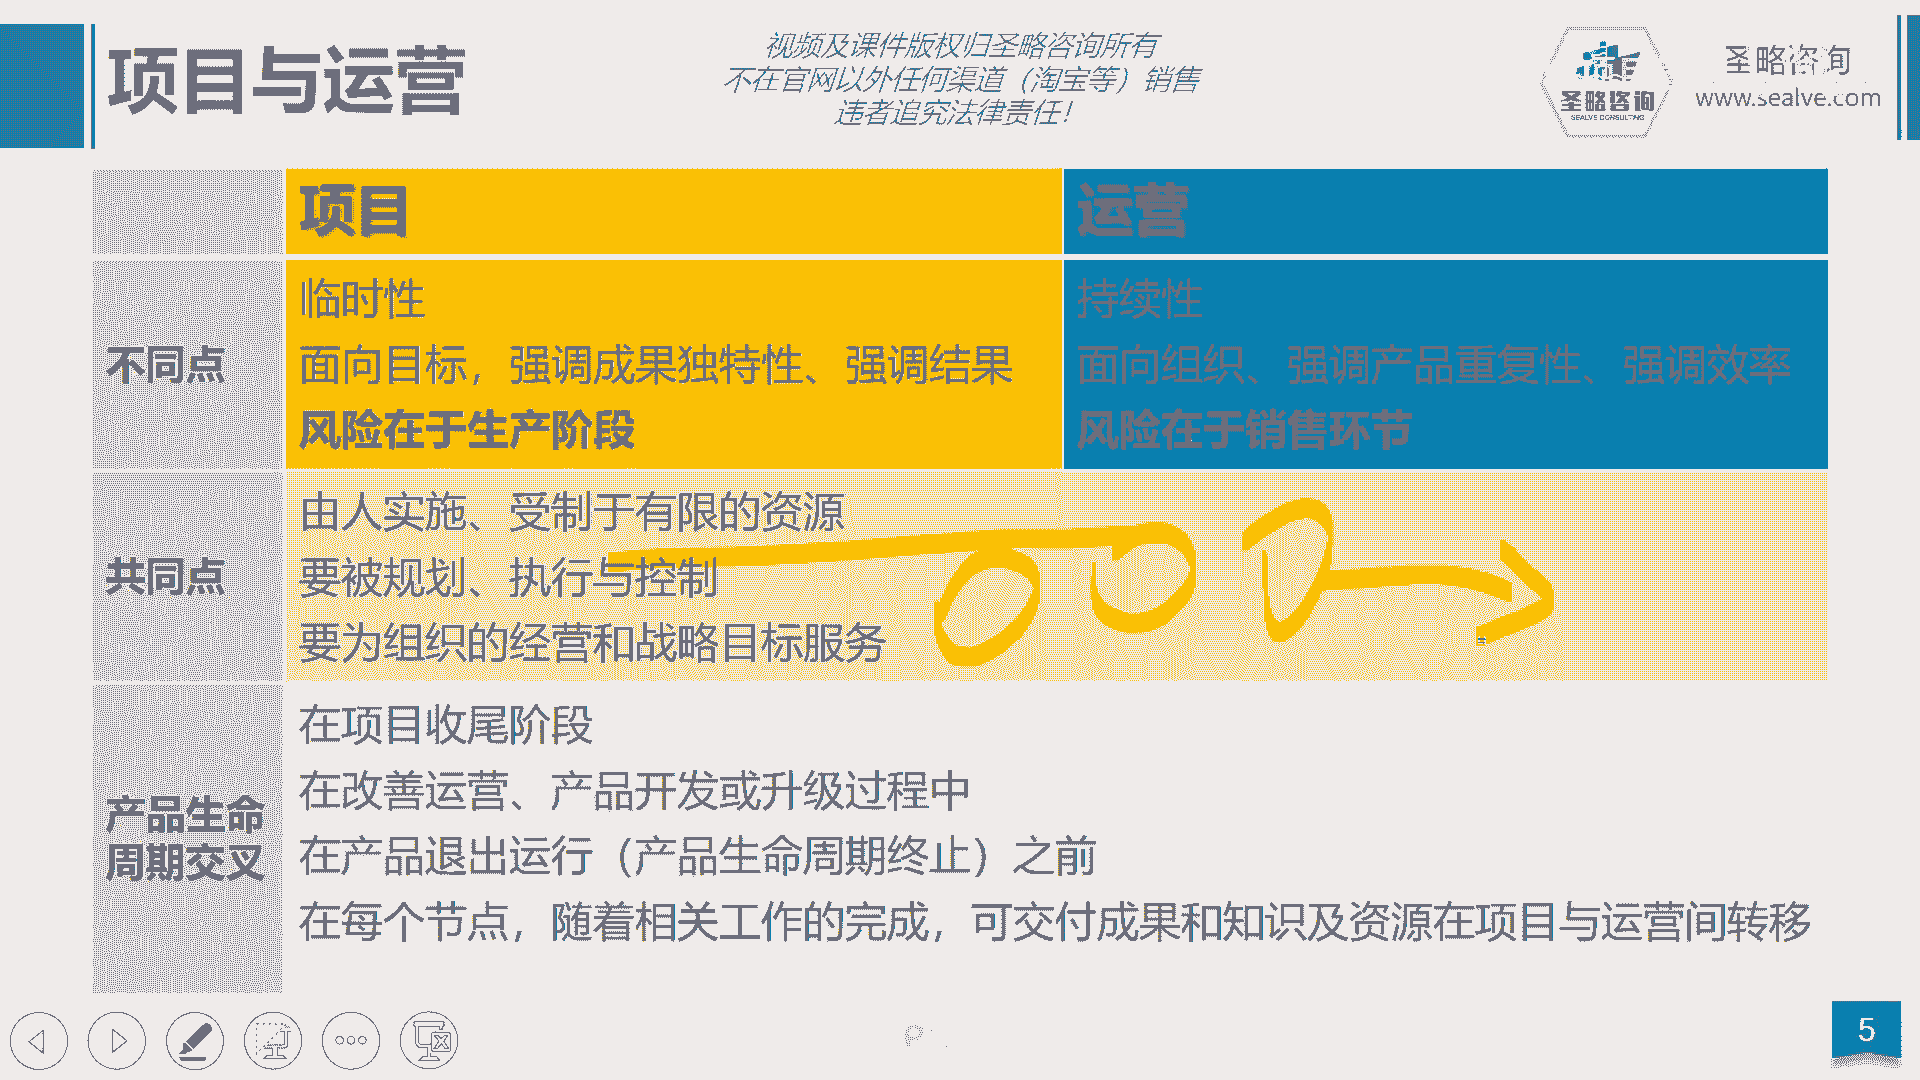 项目与运营
视频及课件版权归圣略咨询所有
不在官网以外任何渠道（淘宝等）销售
违者追究法律责任！
圣略咨询
SEALVE CONSULTING
圣略咨询
www.sealve.com
项目
运营
不同点
临时性
面向目标，强调成果独特性、强调结果
风险在于生产阶段
持续性
面向组织、强调产品重复性、强调效率
风险在于销售环节
共同点
由人实施、受制于有限的资源
要被规划、执行与控制
要为组织的经营和战略目标服务
产品生命
周期交叉
在项目收尾阶段
在改善运营、产品开发或升级过程中
在产品退出运行（产品生命周期终止）之前
在每个节点，随着相关工作的完成，可交付成果和知识及资源在项目与运营间转移
5